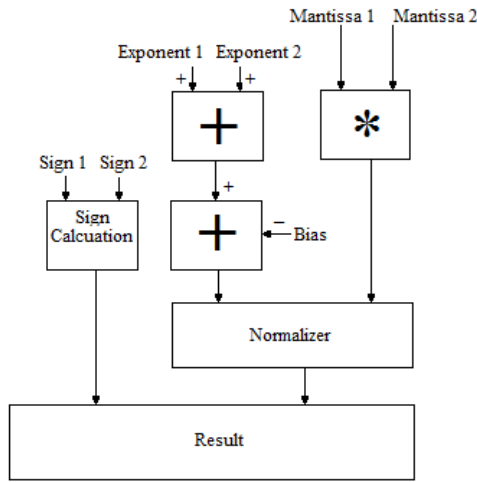 Mantissa 1 Mantissa 2
Exponent 1 Exponent 2
+ +
+ *
Sign 1 Sign 2
+
Sign
Calcuation
+
− Bias
Normalizer
Result